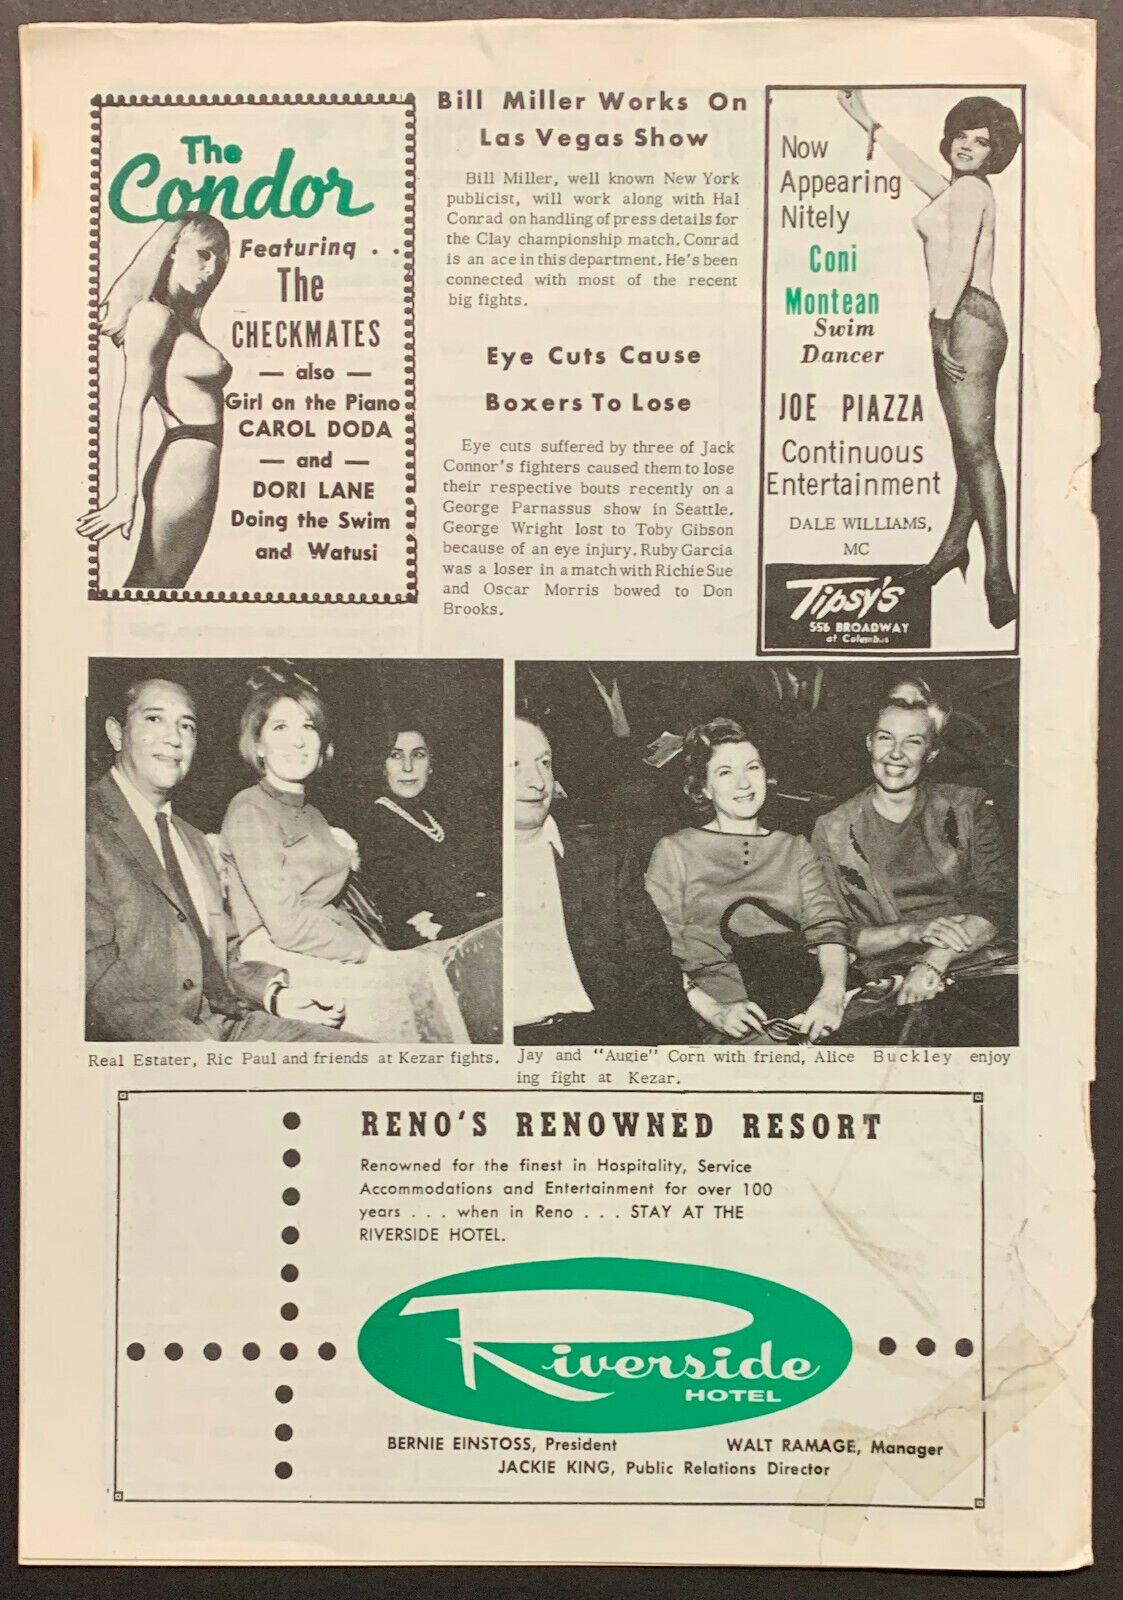 The
Condor
Featuring . .
The
CHECKMATES
— also —
Girl on the Piano
CAROL DODA
— and —
DORI LANE
Doing the Swim
and Watusi
Bill Miller Works On
Las Vegas Show
Bill Miller, well known New York
publicist, will work along with Hal
Conrad on handling of press details for
the Clay championship match. Conrad
is an ace in this department. He's been
connected with most of the recent
big fights.
Eye Cuts Cause
Boxers To Lose
Eye cuts suffered by three of Jack
Connor's fighters caused them to lose
their respective bouts recently on a
George Parnassus show in Seattle.
George Wright lost to Toby Gibson
because of an eye injury. Ruby Garcia
was a loser in a match with Richie Sue
and Oscar Morris bowed to Don
Brooks.
Now
Appearing
Nitely
Coni
Montean
Swim
Dancer
JOE PIAZZA
Continuous
Entertainment
DALE WILLIAMS,
MC
Tipsy's
556 BROADWAY
at Columbus
Real Estater, Ric Paul and friends at Kezar fights.
Jay and "Augie" Corn with friend, Alice Buckley enjoy
ing fight at Kezar.
RENO'S RENOWNED RESORT
Renowned for the finest in Hospitality, Service
Accommodations and Entertainment for over 100
years . . . when in Reno . . . STAY AT THE
RIVERSIDE HOTEL.
Riverside
HOTEL
BERNIE EINSTOSS, President WALT RAMAGE, Manager
JACKIE KING, Public Relations Director